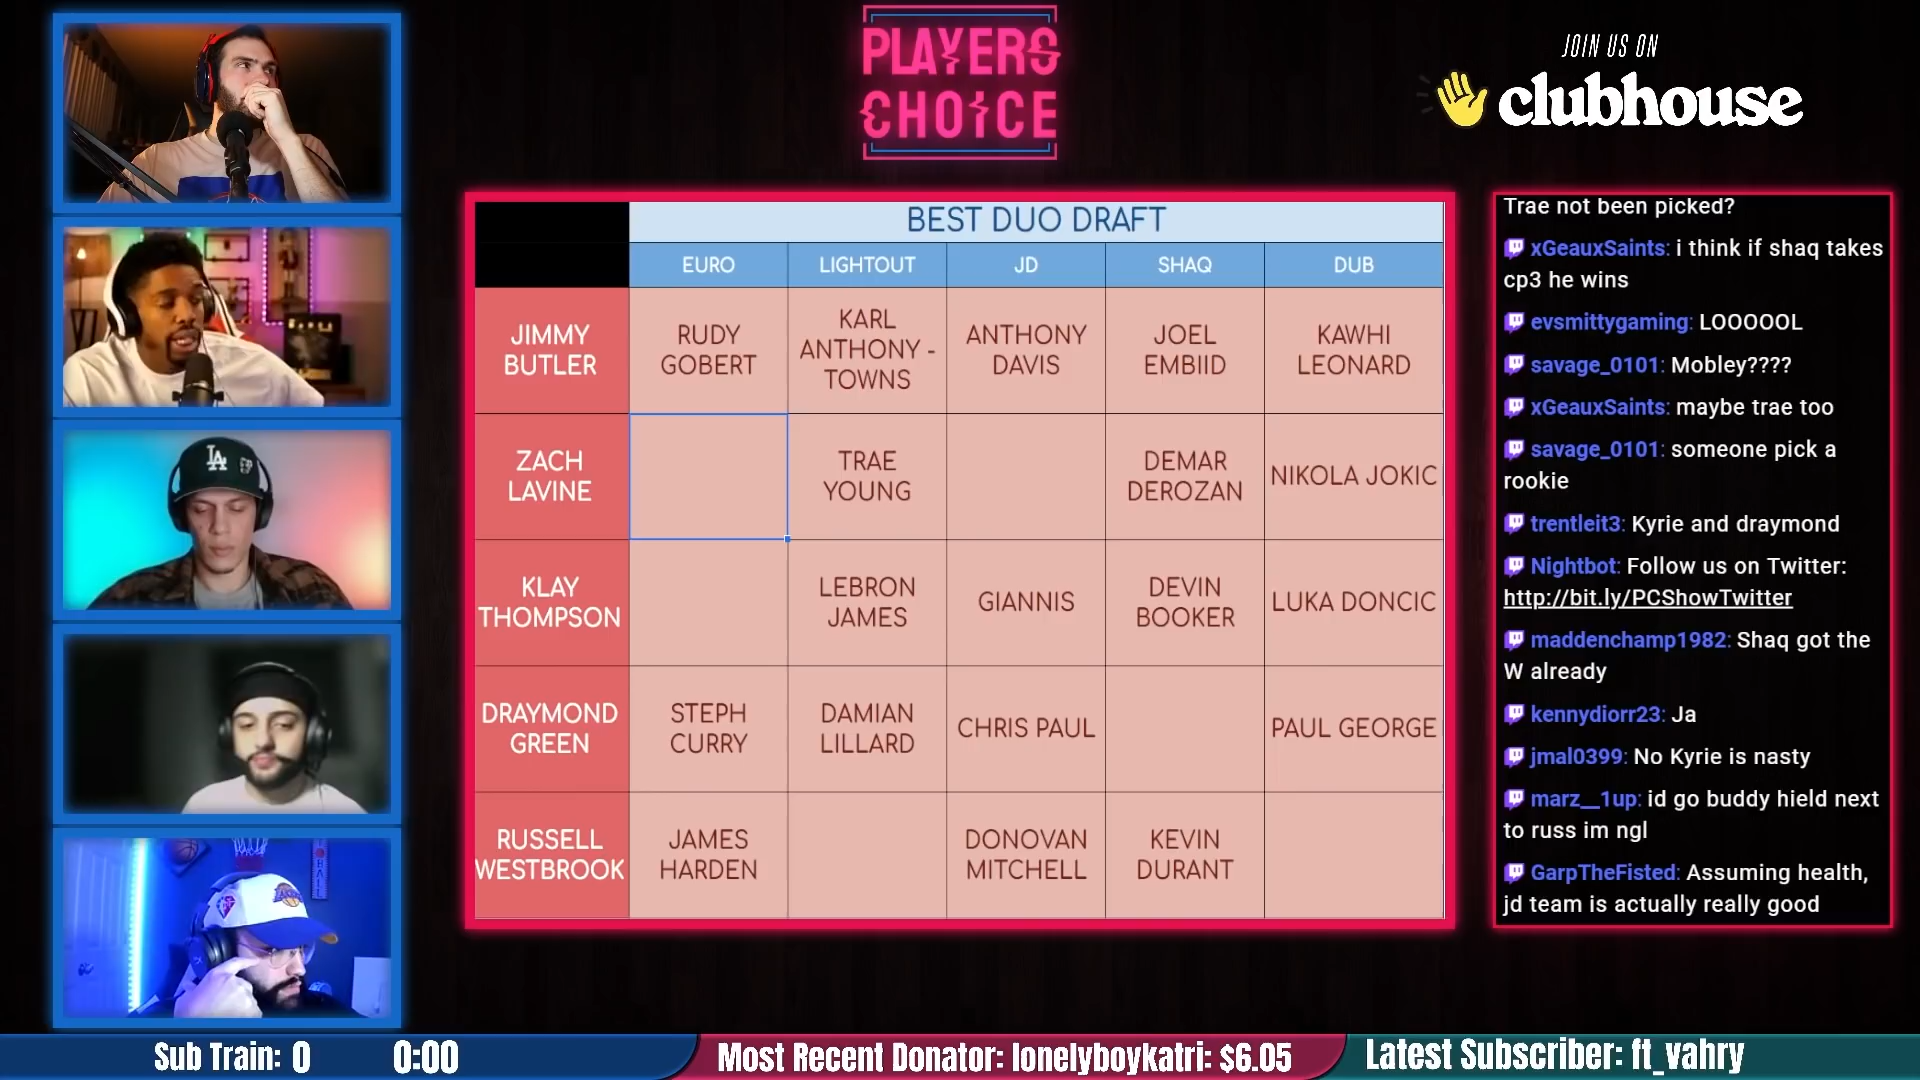 PLAYERS
CHOICE
JOIN US ON
clubhouse
BEST DUO DRAFT
EURO LIGHTOUT JD SHAQ DUB
JIMMY
BUTLER
RUDY
GOBERT
KARL
ANTHONY -
TOWNS
ANTHONY
DAVIS
JOEL
EMBIID
KAWHI
LEONARD
ZACH
LAVINE
TRAE
YOUNG
DEMAR
DEROZAN
NIKOLA JOKIC
KLAY
THOMPSON
LEBRON
JAMES
GIANNIS
DEVIN
BOOKER
LUKA DONCIC
DRAYMOND
GREEN
STEPH
CURRY
DAMIAN
LILLARD
CHRIS PAUL
PAUL GEORGE
RUSSELL
WESTBROOK
JAMES
HARDEN
DONOVAN
MITCHELL
KEVIN
DURANT
Trae not been picked?
xGeauxSaints: i think if shaq takes
cp3 he wins
evsmittygaming: LOOOOOL
savage_0101: Mobley????
xGeauxSaints: maybe trae too
savage_0101: someone pick a
rookie
trentleit3: Kyrie and draymond
Nightbot: Follow us on Twitter:
http://bit.ly/PCShowTwitter
maddenchamp1982: Shaq got the
W already
kennydiorr23: Ja
jmal0399: No Kyrie is nasty
marz__1up: id go buddy hield next
to russ im ngl
GarpTheFisted: Assuming health,
jd team is actually really good
LA
Sub Train: 0 0:00
Most Recent Donator: lonelyboykatri: $6.05
Latest Subscriber: ft_vahry